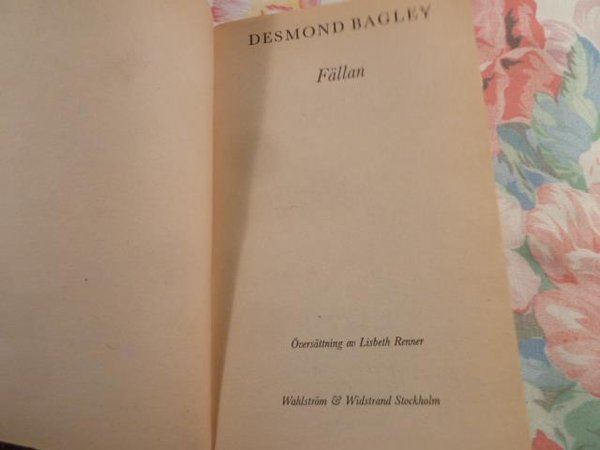 DESMOND BAGLEY
Fällan
Översättning av Lisbeth Renner
Wahlström & Widstrand Stockholm